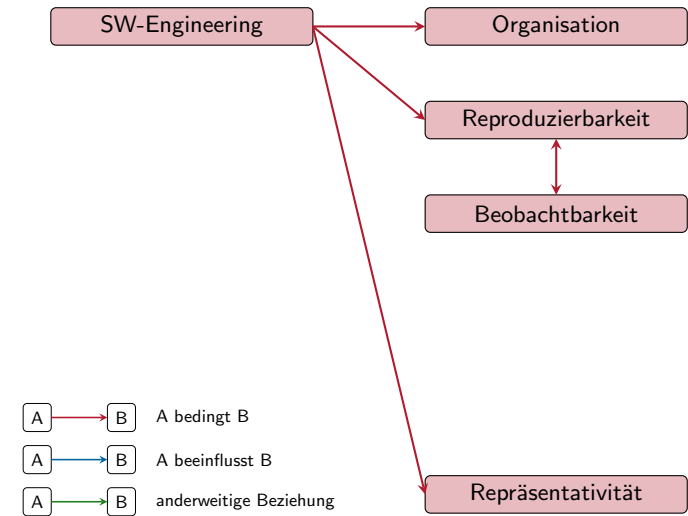 SW-Engineering
Organisation
Reproduzierbarkeit
Beobachtbarkeit
A B A bedingt B
A B A beeinflusst B
Repräsentativität
A B anderweitige Beziehung